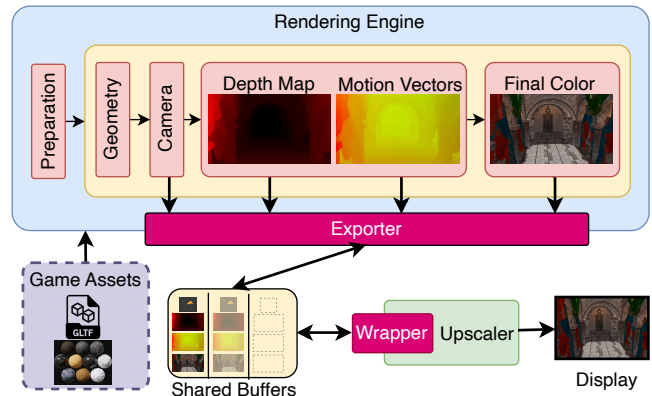 Rendering Engine
Preparation
Geometry
Camera
Depth Map
Motion Vectors
Final Color
Exporter
Game Assets
GLTF
Shared Buffers
Wrapper
Upscaler
Display